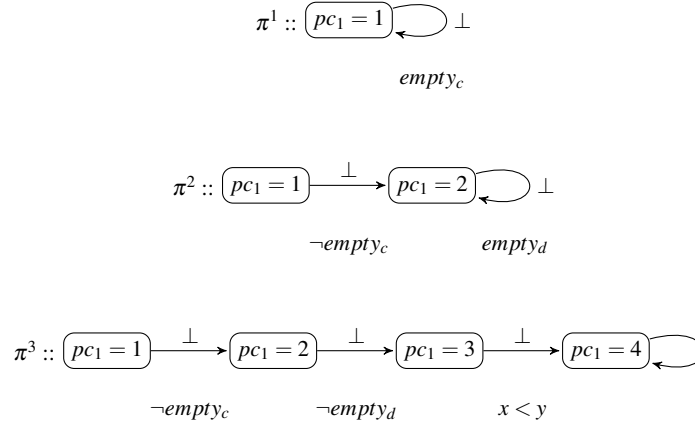 π¹ :: pc₁ = 1 ⊥
empty_c
π² :: pc₁ = 1 ⊥ pc₁ = 2 ⊥
¬empty_c empty_d
π³ :: pc₁ = 1 ⊥ pc₁ = 2 ⊥ pc₁ = 3 ⊥ pc₁ = 4
¬empty_c ¬empty_d x < y